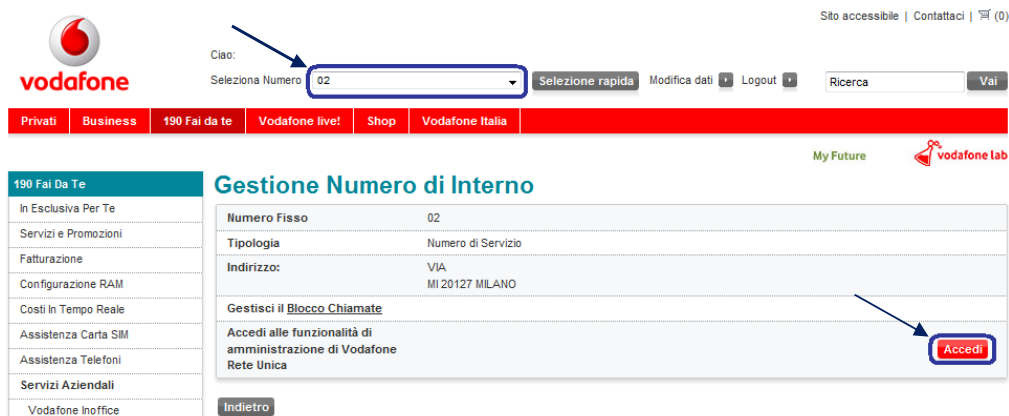 Sito accessibile | Contattaci | (0)
vodafone
Ciao:
Seleziona Numero 02 Selezione rapida Modifica dati Logout Ricerca Vai
Privati Business 190 Fai da te Vodafone live! Shop Vodafone Italia
My Future vodafone lab
190 Fai Da Te
In Esclusiva Per Te
Servizi e Promozioni
Fatturazione
Configurazione RAM
Costi In Tempo Reale
Assistenza Carta SIM
Assistenza Telefoni
Servizi Aziendali
Vodafone Inoffice
Gestione Numero di Interno
Numero Fisso 02
Tipologia Numero di Servizio
Indirizzo: VIA
MI 20127 MILANO
Gestisci il Blocco Chiamate
Accedi alle funzionalità di
amministrazione di Vodafone
Rete Unica
Accedi
Indietro